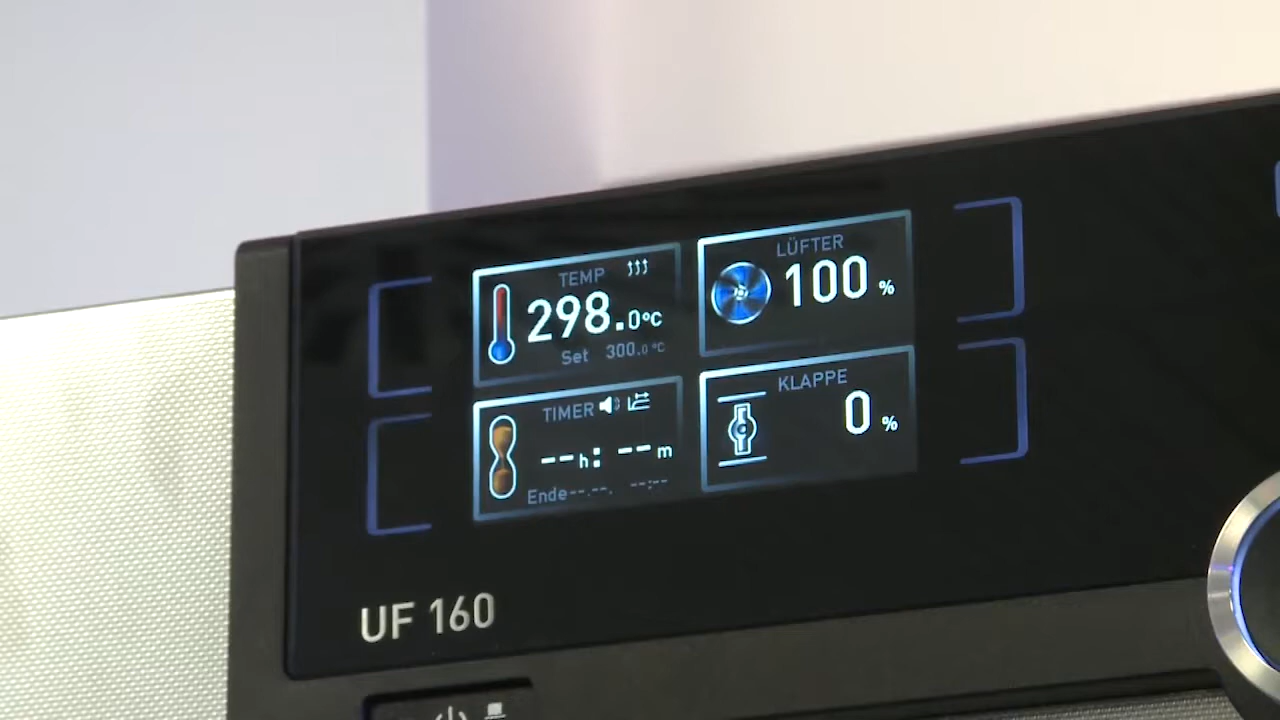 TEMP
298.0°C
Set 300.0 °C
LÜFTER
100 %
TIMER
--h: --m
Ende--.--. --:--
KLAPPE
0 %
UF 160